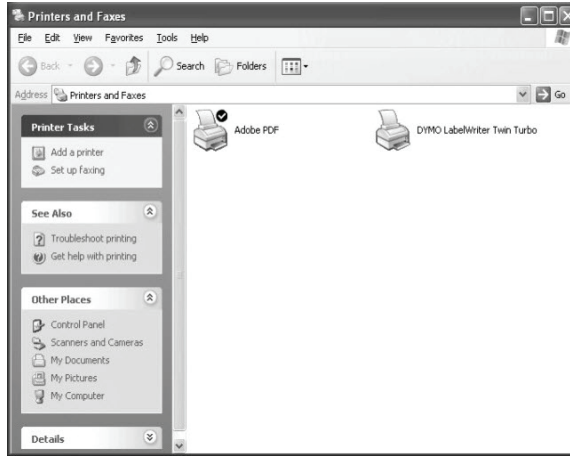 Printers and Faxes
File Edit View Favorites Tools Help
Back Search Folders
Address Printers and Faxes Go
Printer Tasks
Add a printer
Set up faxing
See Also
Troubleshoot printing
Get help with printing
Other Places
Control Panel
Scanners and Cameras
My Documents
My Pictures
My Computer
Details
Adobe PDF
DYMO LabelWriter Twin Turbo